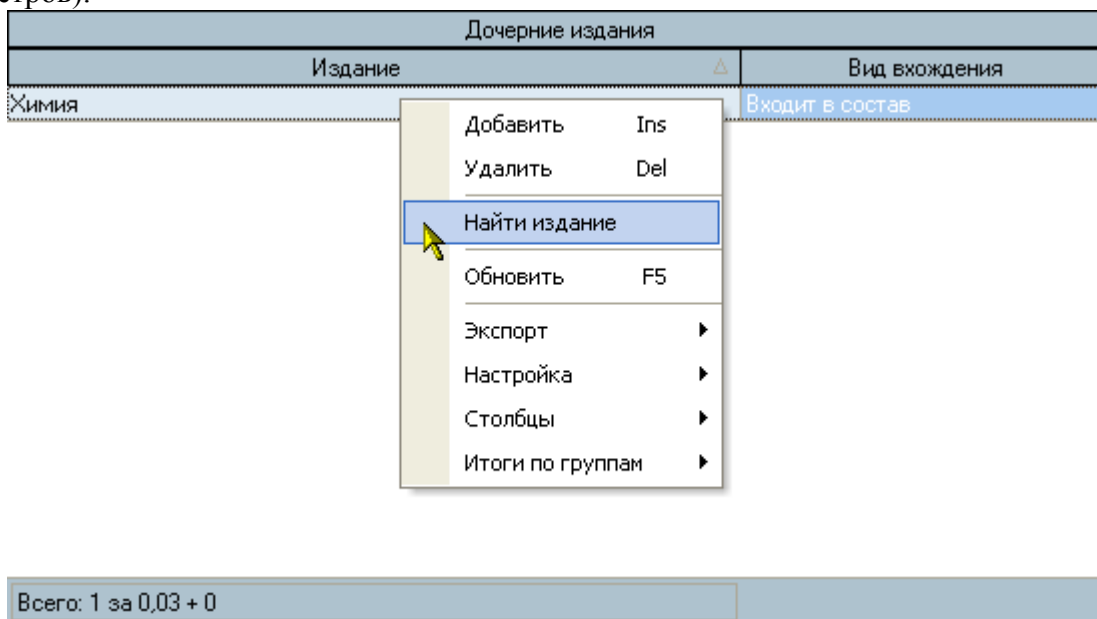 стров).
Дочерние издания
Издание Вид вхождения
Химия Входит в состав
Добавить Ins
Удалить Del
Найти издание
Обновить F5
Экспорт
Настройка
Столбцы
Итоги по группам
Всего: 1 за 0,03 + 0